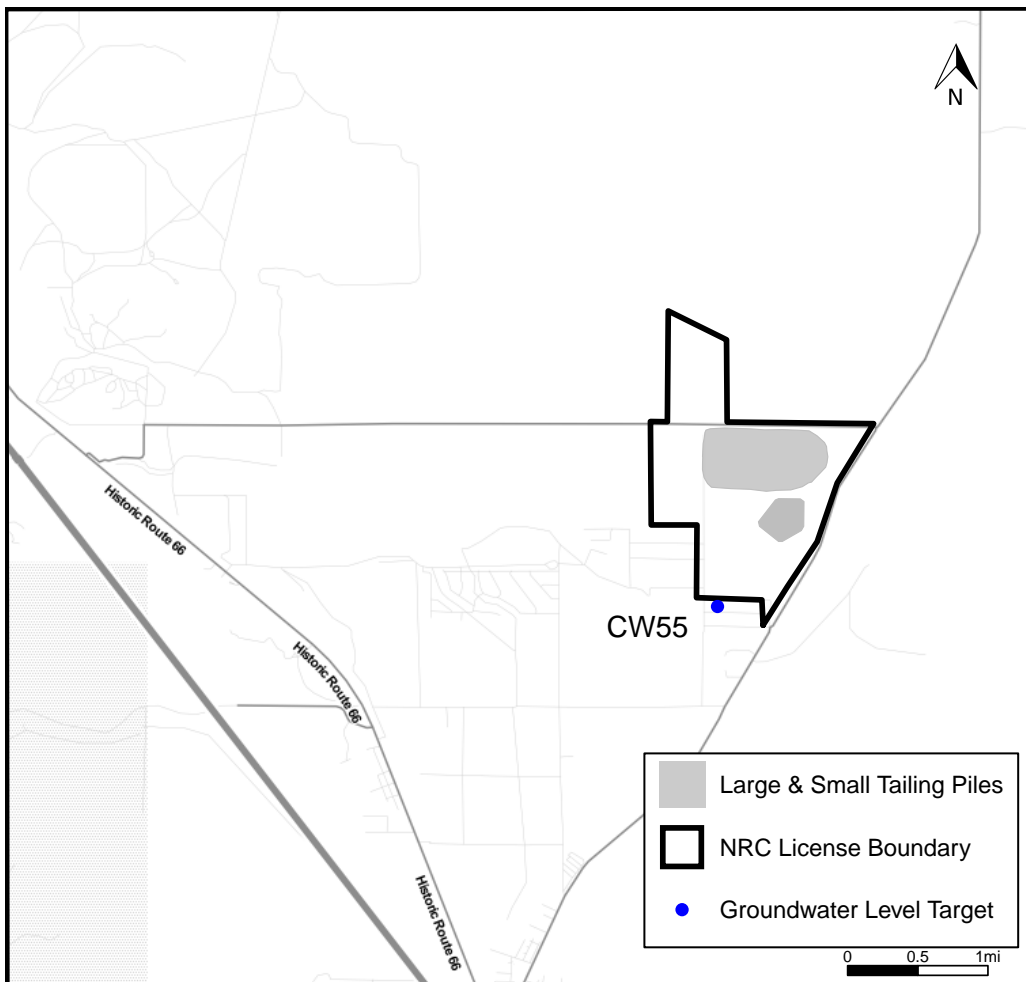 N
Historic Route 66
CW55
Historic Route 66
Historic Route 66
Large & Small Tailing Piles
NRC License Boundary
Groundwater Level Target
0 0.5 1mi